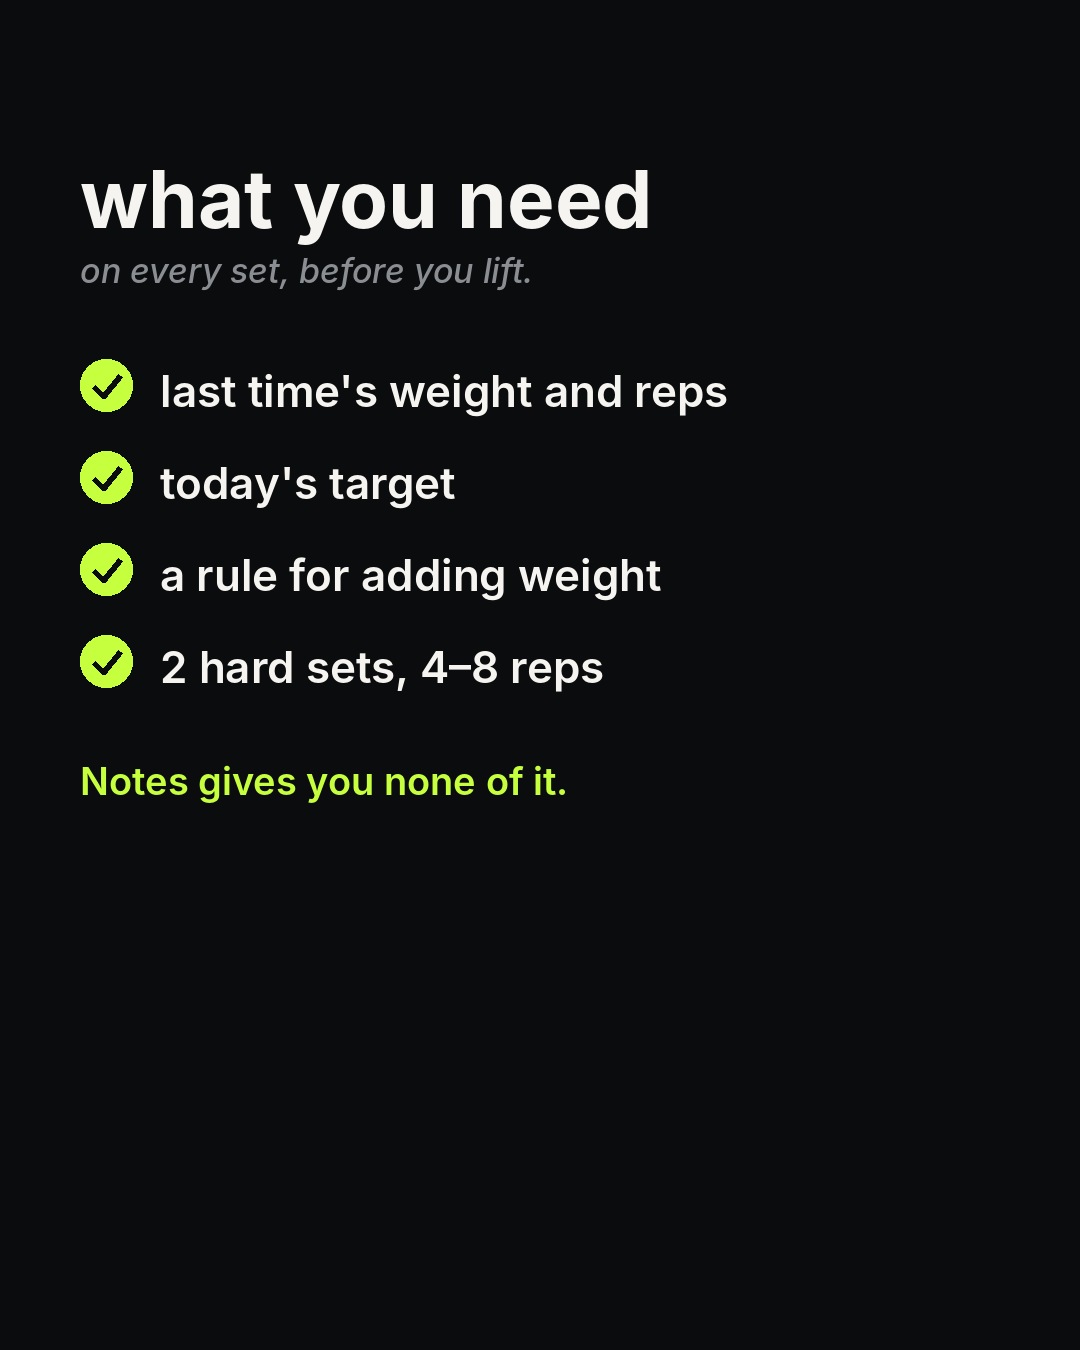 what you need
on every set, before you lift.
last time's weight and reps
today's target
a rule for adding weight
2 hard sets, 4–8 reps
Notes gives you none of it.